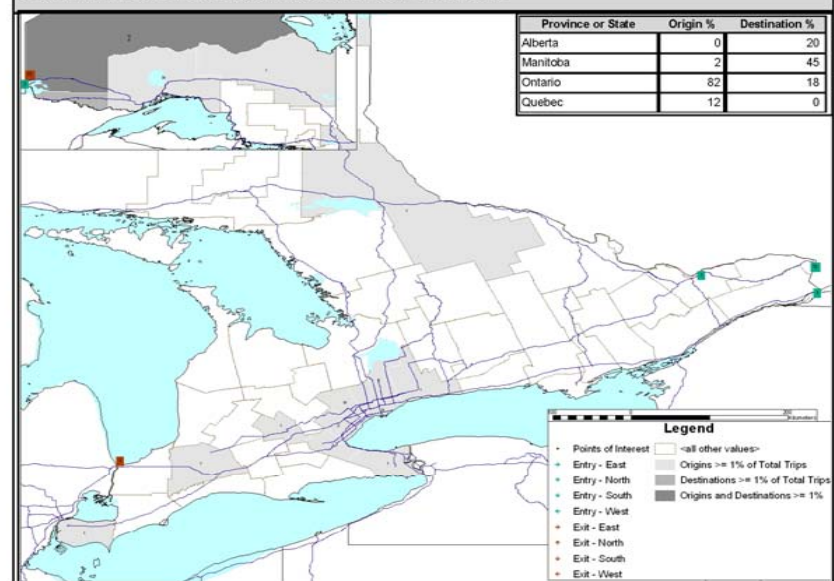 Province or State Origin % Destination %
Alberta 0 20
Manitoba 2 45
Ontario 82 18
Quebec 12 0
Legend
Points of Interest <all other values>
Entry - East Origins >= 1% of Total Trips
Entry - North Destinations >= 1% of Total Trips
Entry - South Origins and Destinations >= 1%
Entry - West
Exit - East
Exit - North
Exit - South
Exit - West